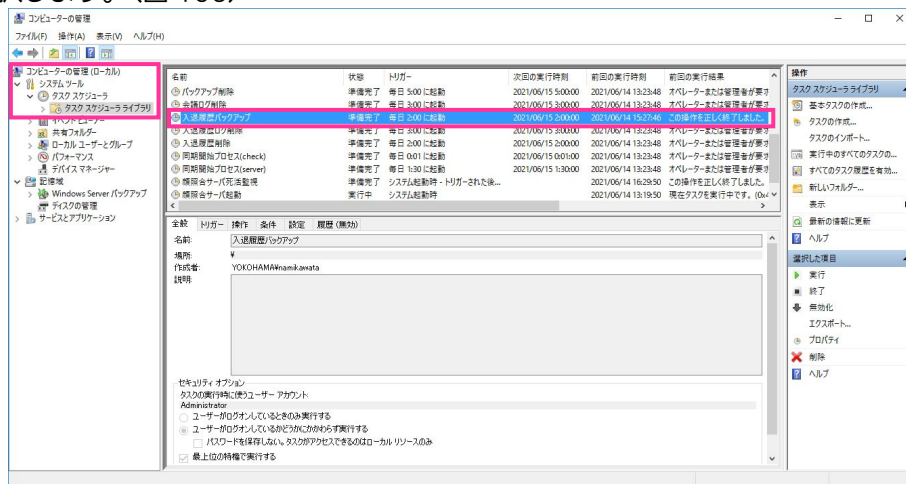 コンピューターの管理
ファイル(F) 操作(A) 表示(V) ヘルプ(H)
コンピューターの管理 (ローカル)
システム ツール
タスク スケジューラ
タスク スケジューラ ライブラリ
イベント ビューアー
共有フォルダー
ローカル ユーザーとグループ
パフォーマンス
デバイス マネージャー
記憶域
Windows Server バックアップ
ディスクの管理
サービスとアプリケーション
名前 状態 トリガー 次回の実行時刻 前回の実行時刻 前回の実行結果
バックアップ削除 準備完了 毎日 5:00 に起動 2021/06/15 5:00:00 2021/06/14 13:23:48 オペレーターまたは管理者が要求
会議ログ削除 準備完了 毎日 3:00 に起動 2021/06/15 3:00:00 2021/06/14 13:23:48 オペレーターまたは管理者が要求
入退履歴バックアップ 準備完了 毎日 2:00 に起動 2021/06/15 2:00:00 2021/06/14 15:27:46 この操作を正しく終了しました。
入退履歴ログ削除 準備完了 毎日 3:00 に起動 2021/06/15 3:00:00 2021/06/14 13:23:48 オペレーターまたは管理者が要求
入退履歴削除 準備完了 毎日 2:00 に起動 2021/06/15 2:00:00 2021/06/14 13:23:48 オペレーターまたは管理者が要求
同期開始プロセス(check) 準備完了 毎日 0:01 に起動 2021/06/15 0:01:00 2021/06/14 13:23:48 オペレーターまたは管理者が要求
同期開始プロセス(server) 準備完了 毎日 1:30 に起動 2021/06/15 1:30:00 2021/06/14 13:23:48 オペレーターまたは管理者が要求
顔照合サーバ死活監視 準備完了 システム起動時 - トリガーされた後... 2021/06/14 16:29:50 この操作を正しく終了しました。
顔照合サーバ起動 実行中 システム起動時 2021/06/14 13:19:50 現在タスクを実行中です。 (0x4
全般 トリガー 操作 条件 設定 履歴 (無効)
名前: 入退履歴バックアップ
場所: ¥
作成者: YOKOHAMA¥namikawata
説明:
セキュリティ オプション
タスクの実行時に使うユーザー アカウント:
Administrator
ユーザーがログオンしているときのみ実行する
ユーザーがログオンしているかどうかにかかわらず実行する
パスワードを保存しない。タスクがアクセスできるのはローカル リソースのみ
最上位の特権で実行する
操作
タスク スケジューラ ライブラリ
基本タスクの作成...
タスクの作成...
タスクのインポート...
実行中のすべてのタスクの...
すべてのタスク履歴を有効...
新しいフォルダー...
表示
最新の情報に更新
ヘルプ
選択した項目
実行
終了
無効化
エクスポート...
プロパティ
削除
ヘルプ